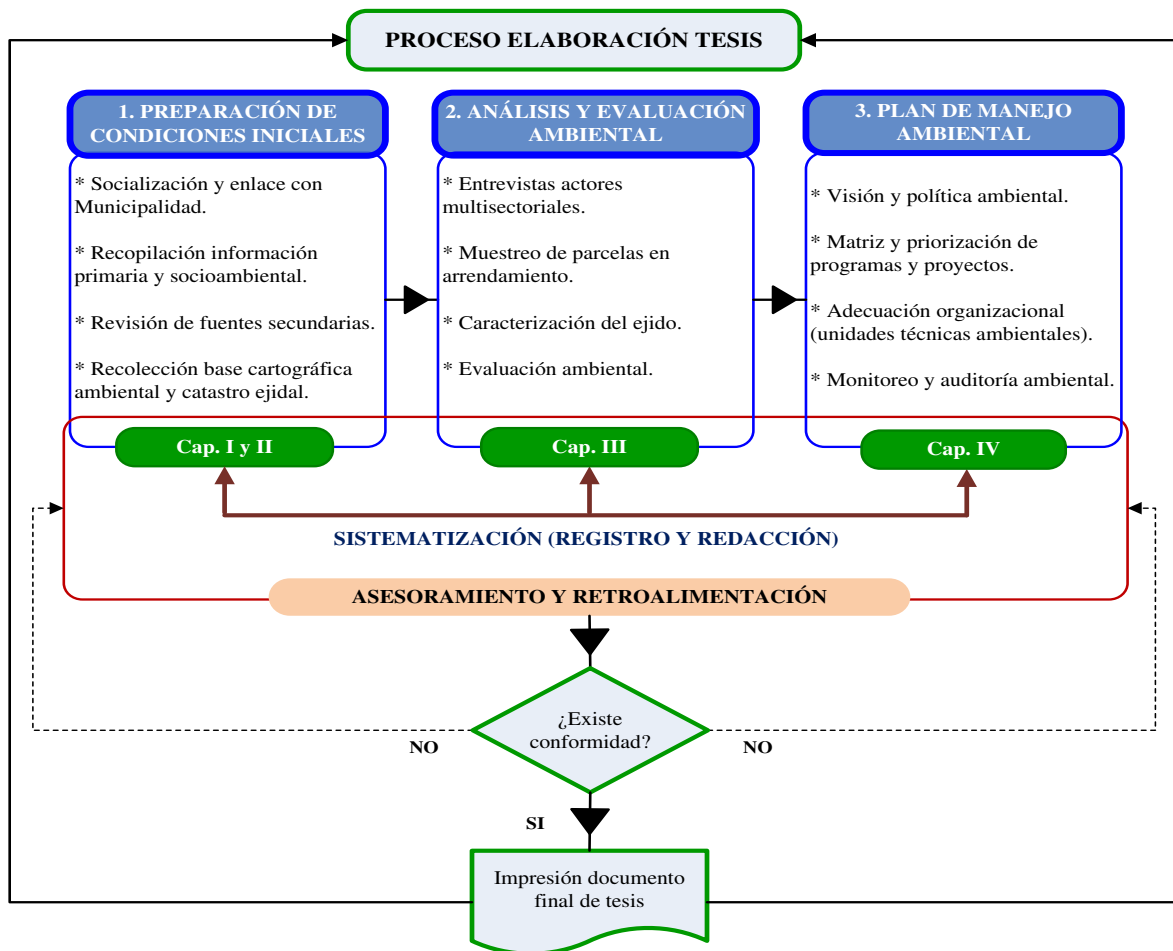 PROCESO ELABORACIÓN TESIS
1. PREPARACIÓN DE
CONDICIONES INICIALES
* Socialización y enlace con
Municipalidad.
* Recopilación información
primaria y socioambiental.
* Revisión de fuentes secundarias.
* Recolección base cartográfica
ambiental y catastro ejidal.
Cap. I y II
2. ANÁLISIS Y EVALUACIÓN
AMBIENTAL
* Entrevistas actores
multisectoriales.
* Muestreo de parcelas en
arrendamiento.
* Caracterización del ejido.
* Evaluación ambiental.
Cap. III
3. PLAN DE MANEJO
AMBIENTAL
* Visión y política ambiental.
* Matriz y priorización de
programas y proyectos.
* Adecuación organizacional
(unidades técnicas ambientales).
* Monitoreo y auditoría ambiental.
Cap. IV
SISTEMATIZACIÓN (REGISTRO Y REDACCIÓN)
ASESORAMIENTO Y RETROALIMENTACIÓN
¿Existe
conformidad?
NO
NO
SI
Impresión documento
final de tesis